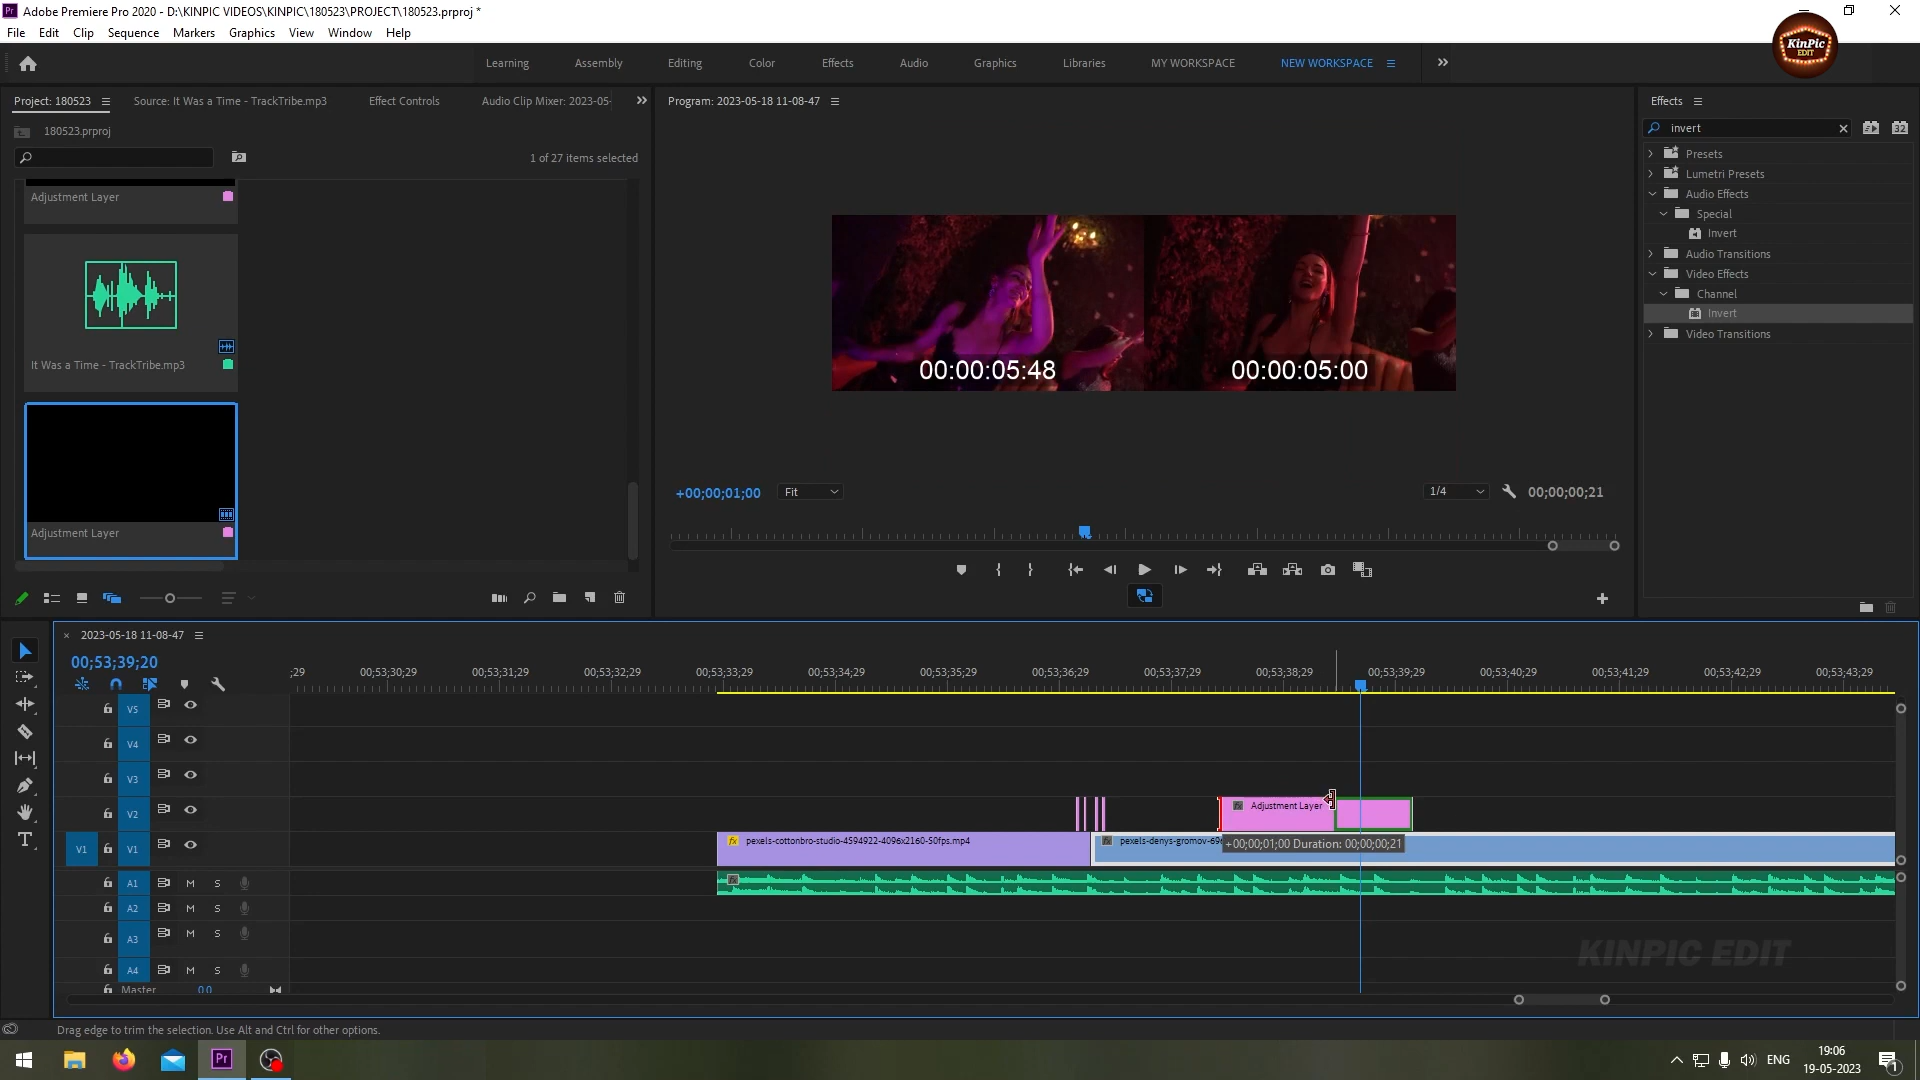 Adobe Premiere Pro 2020 - D:\KINPIC VIDEOS\KINPIC\180523\PROJECT\180523.prproj *
File Edit Clip Sequence Markers Graphics View Window Help
KinPic
EDIT
Learning Assembly Editing Color Effects Audio Graphics Libraries MY WORKSPACE NEW WORKSPACE
Project: 180523 Source: It Was a Time - TrackTribe.mp3 Effect Controls Audio Clip Mixer: 2023-05-
180523.prproj
1 of 27 items selected
Adjustment Layer
It Was a Time - TrackTribe.mp3
Adjustment Layer
Program: 2023-05-18 11-08-47
00:00:05:48 00:00:05:00
+00;00;01;00 Fit 1/4 00;00;00;21
Effects
invert
32
Presets
Lumetri Presets
Audio Effects
Special
Invert
Audio Transitions
Video Effects
Channel
Invert
Video Transitions
2023-05-18 11-08-47
00;53;39;20
;29 00;53;30;29 00;53;31;29 00;53;32;29 00;53;33;29 00;53;34;29 00;53;35;29 00;53;36;29 00;53;37;29 00;53;38;29 00;53;39;29 00;53;40;29 00;53;41;29 00;53;42;29 00;53;43;29
V5
V4
V3
V2 Adjustment Layer
V1 V1 fx pexels-cottonbro-studio-4594922-4096x2160-50fps.mp4 fx pexels-denys-gromov-696
+00;00;01;00 Duration: 00;00;00;21
A1 M S fx
A2 M S
A3 M S
A4 M S
Master 0.0
KINPIC EDIT
Drag edge to trim the selection. Use Alt and Ctrl for other options.
Pr ENG 19:06
19-05-2023
1